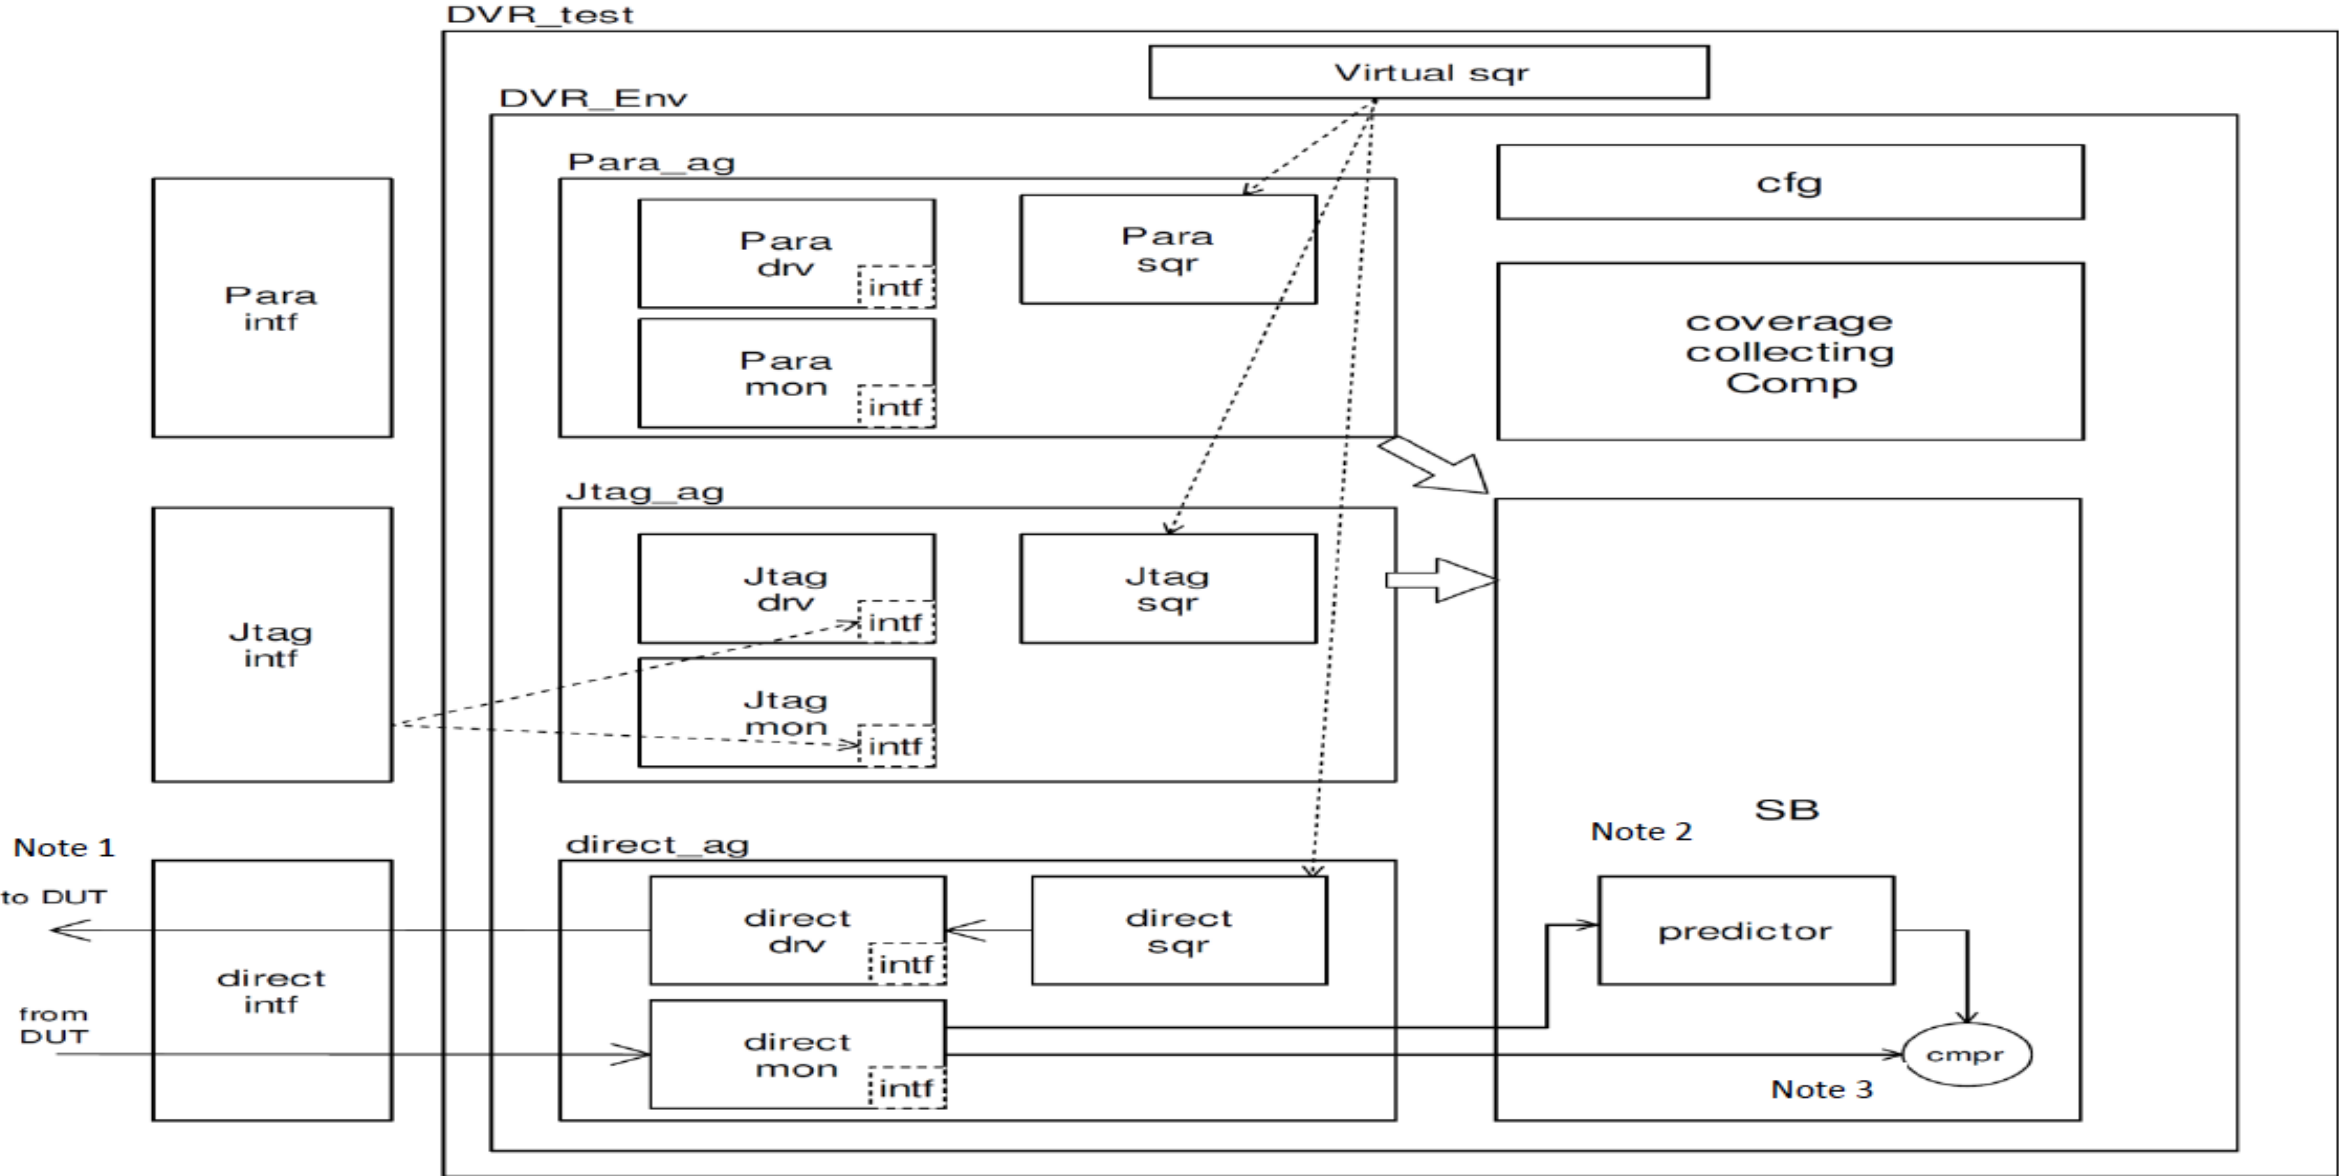 DVR_test
Virtual sqr
DVR_Env
Para_ag
cfg
Para
intf
Para
drv
intf
Para
sqr
Para
mon
intf
coverage
collecting
Comp
Jtag_ag
Jtag
intf
Jtag
drv
intf
Jtag
sqr
Jtag
mon
intf
SB
Note 1
to DUT
direct_ag
Note 2
direct
intf
from
DUT
direct
drv
intf
direct
sqr
predictor
direct
mon
intf
cmpr
Note 3